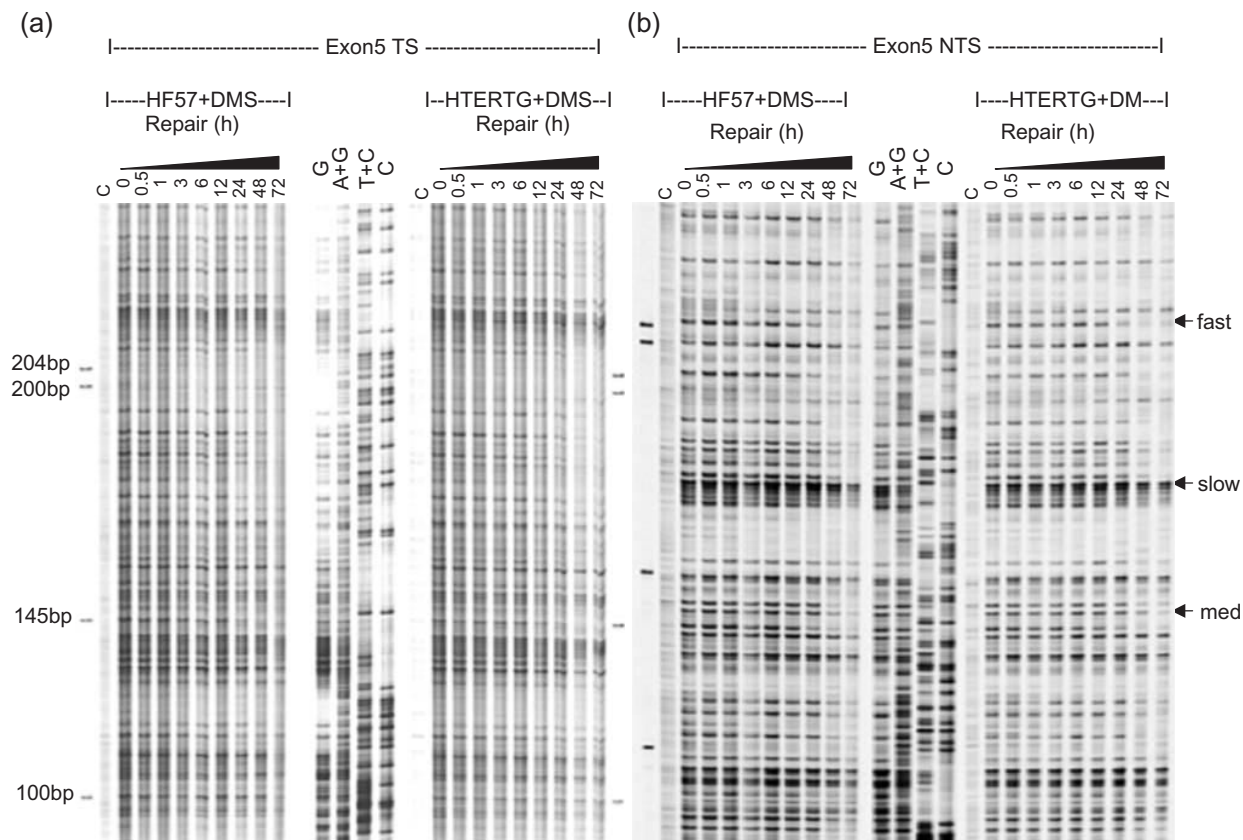 (a)
I---------------------------- Exon5 TS -----------------------I
I-----HF57+DMS----I
Repair (h)
C 0 0.5 1 3 6 12 24 48 72
G A+G T+C C
I--HTERTG+DMS--I
Repair (h)
C 0 0.5 1 3 6 12 24 48 72
204bp
200bp
145bp
100bp
(b)
I------------------------- Exon5 NTS -----------------------I
I-----HF57+DMS----I
Repair (h)
C 0 0.5 1 3 6 12 24 48 72
G A+G T+C C
I----HTERTG+DM---I
Repair (h)
C 0 0.5 1 3 6 12 24 48 72
fast
slow
med